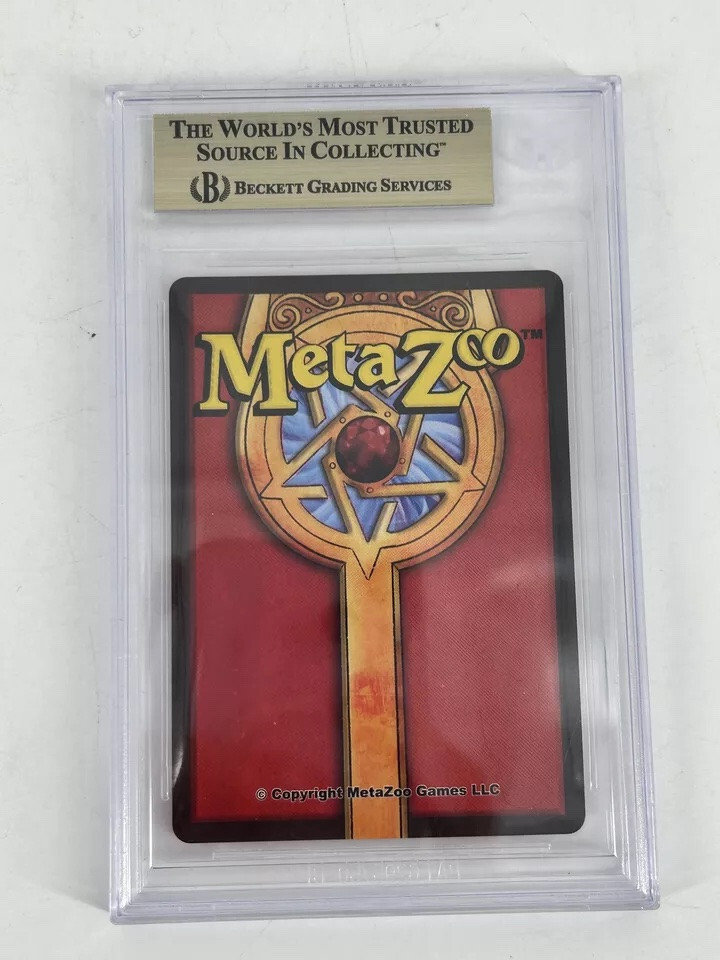 THE WORLD'S MOST TRUSTED
SOURCE IN COLLECTING™
B BECKETT GRADING SERVICES
MetaZoo™
© Copyright MetaZoo Games LLC